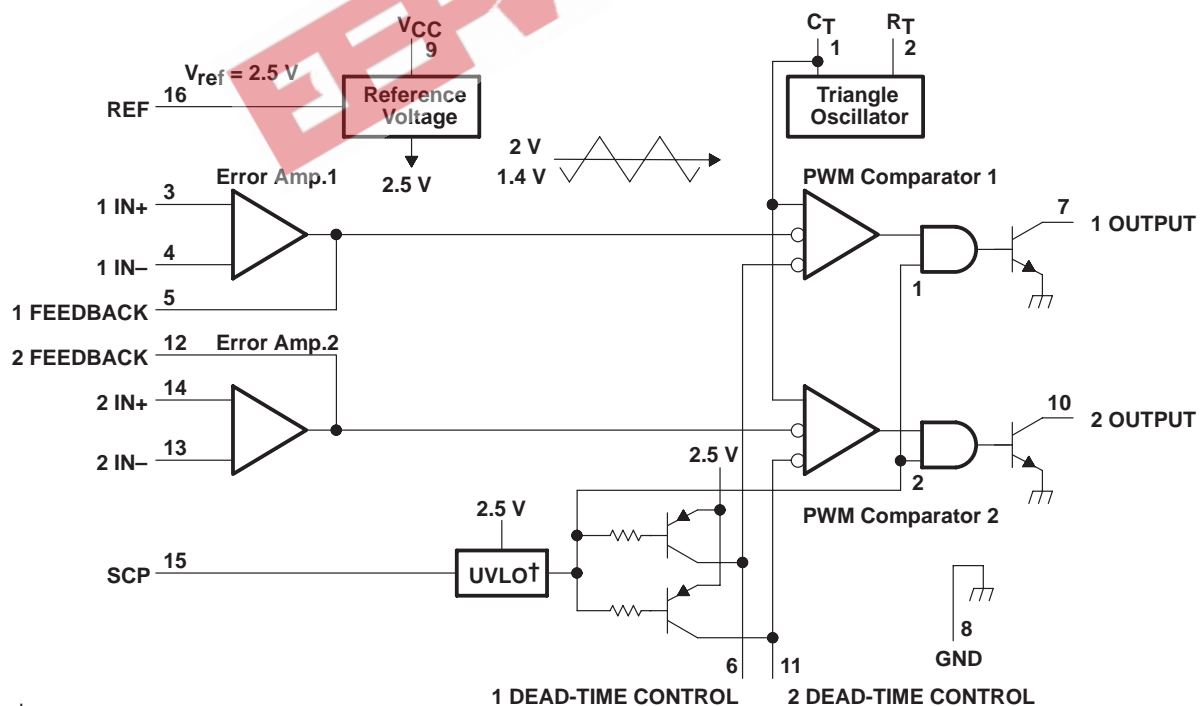 CT
1
RT
2
VCC
9
Vref = 2.5 V
REF
16
Reference
Voltage
Triangle
Oscillator
2.5 V
2 V
1.4 V
Error Amp.1
PWM Comparator 1
1 IN+
3
7
1 OUTPUT
1 IN–
4
1
1 FEEDBACK
5
2 FEEDBACK
12
Error Amp.2
2 IN+
14
10
2 OUTPUT
2 IN–
13
2.5 V
2
2.5 V
PWM Comparator 2
SCP
15
UVLO†
8
GND
6
11
1 DEAD-TIME CONTROL
2 DEAD-TIME CONTROL